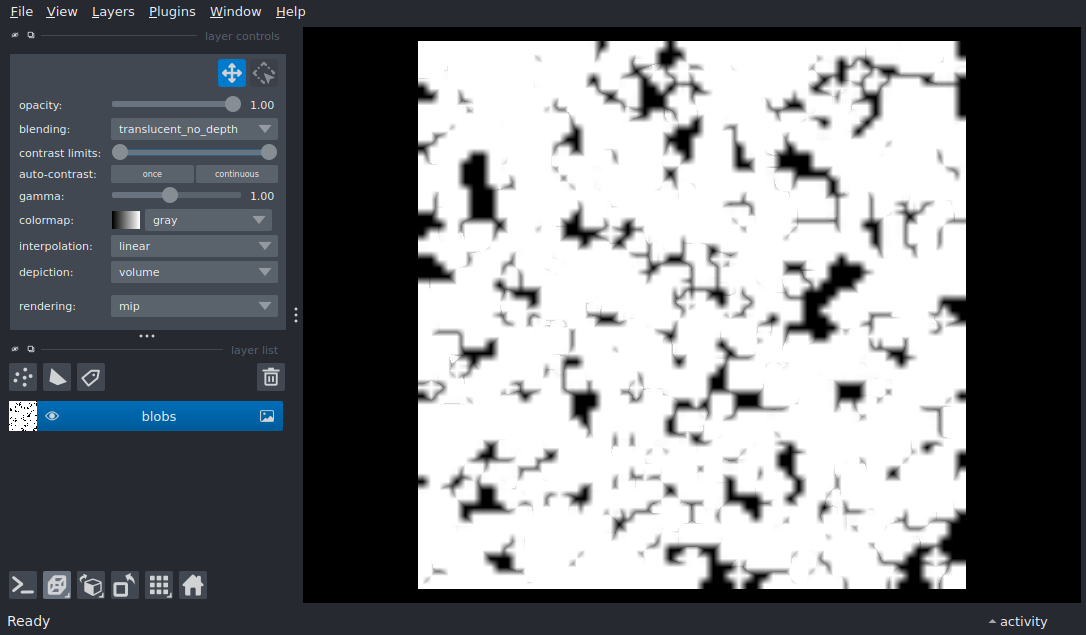 File View Layers Plugins Window Help
layer controls
opacity: 1.00
blending: translucent_no_depth
contrast limits:
auto-contrast: once continuous
gamma: 1.00
colormap: gray
interpolation: linear
depiction: volume
rendering: mip
layer list
blobs
Ready activity